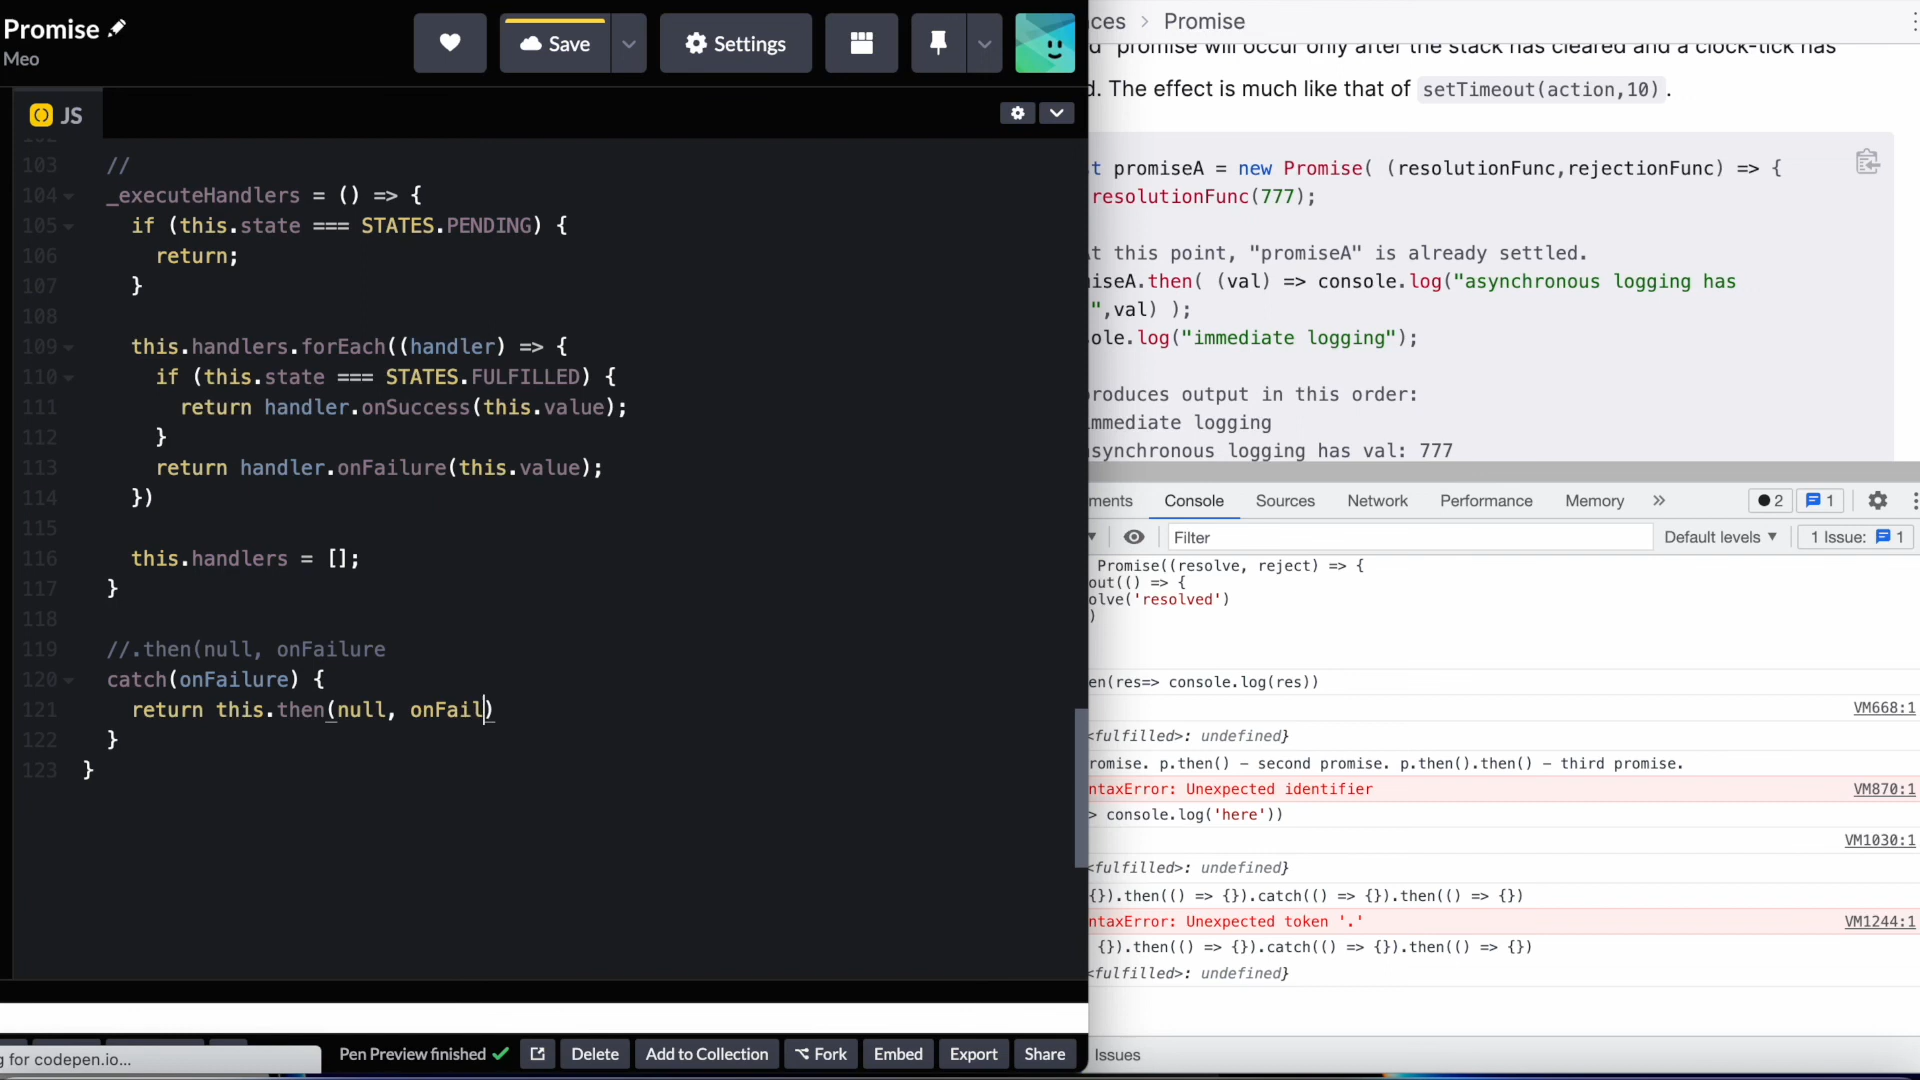 Promise
Meo
Save
Settings
JS
103 //
104 _executeHandlers = () => {
105 if (this.state === STATES.PENDING) {
106 return;
107 }
108
109 this.handlers.forEach((handler) => {
110 if (this.state === STATES.FULFILLED) {
111 return handler.onSuccess(this.value);
112 }
113 return handler.onFailure(this.value);
114 })
115
116 this.handlers = [];
117 }
118
119 //.then(null, onFailure
120 catch(onFailure) {
121 return this.then(null, onFail)
122 }
123 }
g for codepen.io...
Pen Preview finished
Delete
Add to Collection
Fork
Embed
Export
Share
ces > Promise
promise will occur only after the stack has cleared and a clock-tick has
d. The effect is much like that of setTimeout(action,10).
t promiseA = new Promise( (resolutionFunc,rejectionFunc) => {
resolutionFunc(777);
t this point, "promiseA" is already settled.
iseA.then( (val) => console.log("asynchronous logging has
",val) );
ole.log("immediate logging");
roduces output in this order:
mmediate logging
synchronous logging has val: 777
ments
Console
Sources
Network
Performance
Memory
2
1
Filter
Default levels
1 Issue:
1
Promise((resolve, reject) => {
out(() => {
olve('resolved')
)
en(res=> console.log(res))
VM668:1
<fulfilled>: undefined}
romise. p.then() – second promise. p.then().then() – third promise.
ntaxError: Unexpected identifier
VM870:1
> console.log('here'))
VM1030:1
<fulfilled>: undefined}
{}).then(() => {}).catch(() => {}).then(() => {})
ntaxError: Unexpected token '.'
VM1244:1
{}).then(() => {}).catch(() => {}).then(() => {})
<fulfilled>: undefined}
Issues